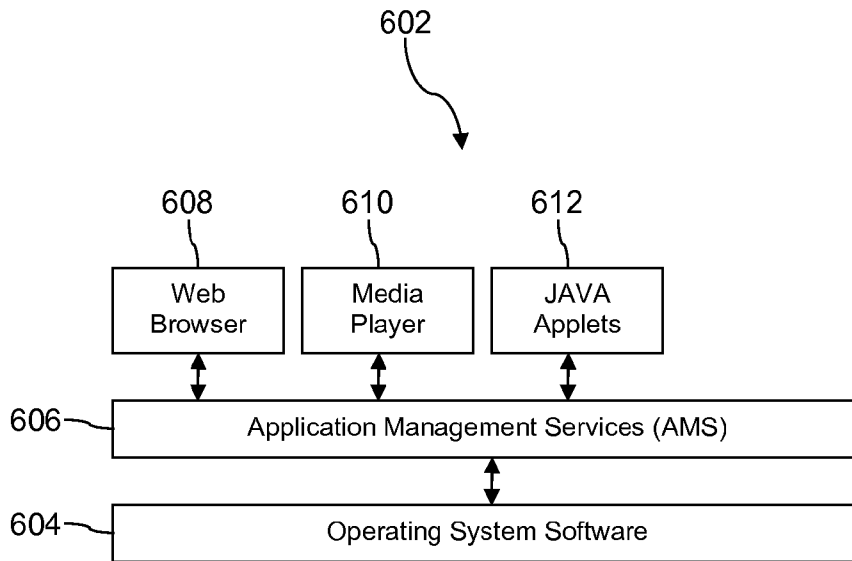 602
608
610
612
Web
Browser
Media
Player
JAVA
Applets
606
Application Management Services (AMS)
604
Operating System Software